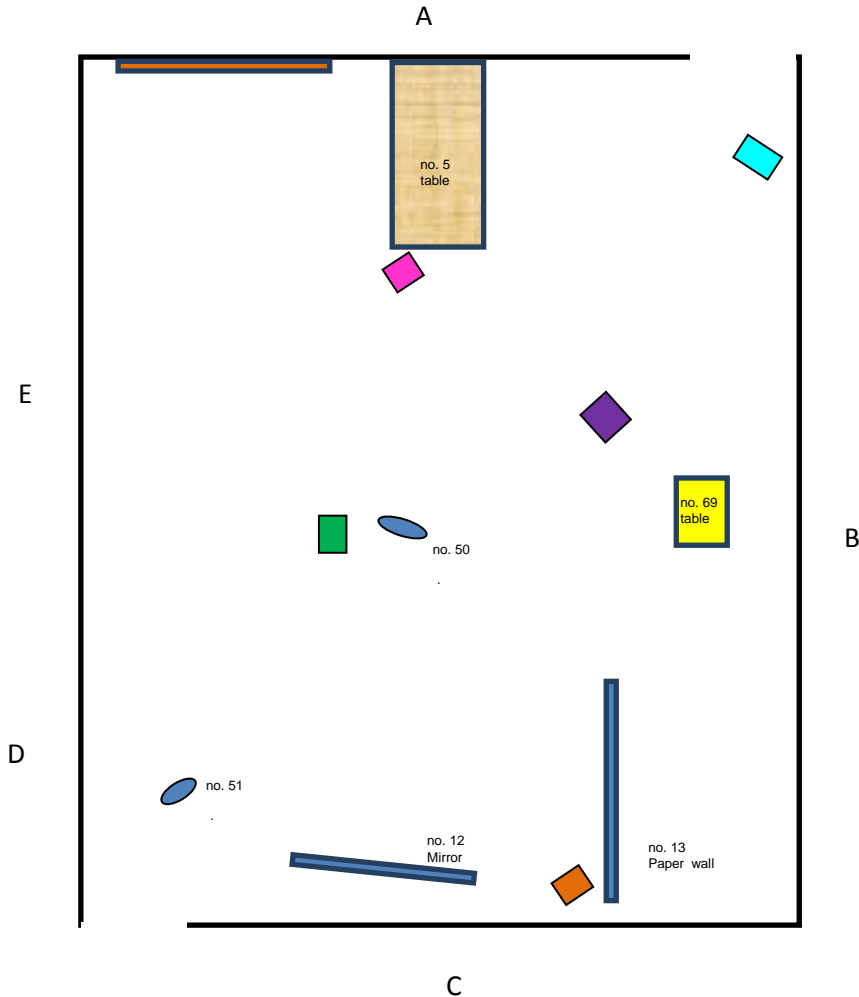 A
no. 5
table
E
no. 69
table
B
no. 50
.
D
no. 51
.
no. 12
Mirror
no. 13
Paper wall
C